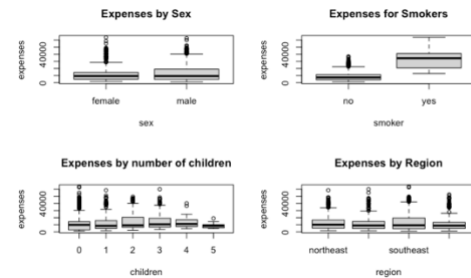 Expenses by Sex
expenses
0 40000
female male
sex
Expenses for Smokers
expenses
0 40000
no yes
smoker
Expenses by number of children
expenses
0 40000
0 1 2 3 4 5
children
Expenses by Region
expenses
0 40000
northeast southeast
region